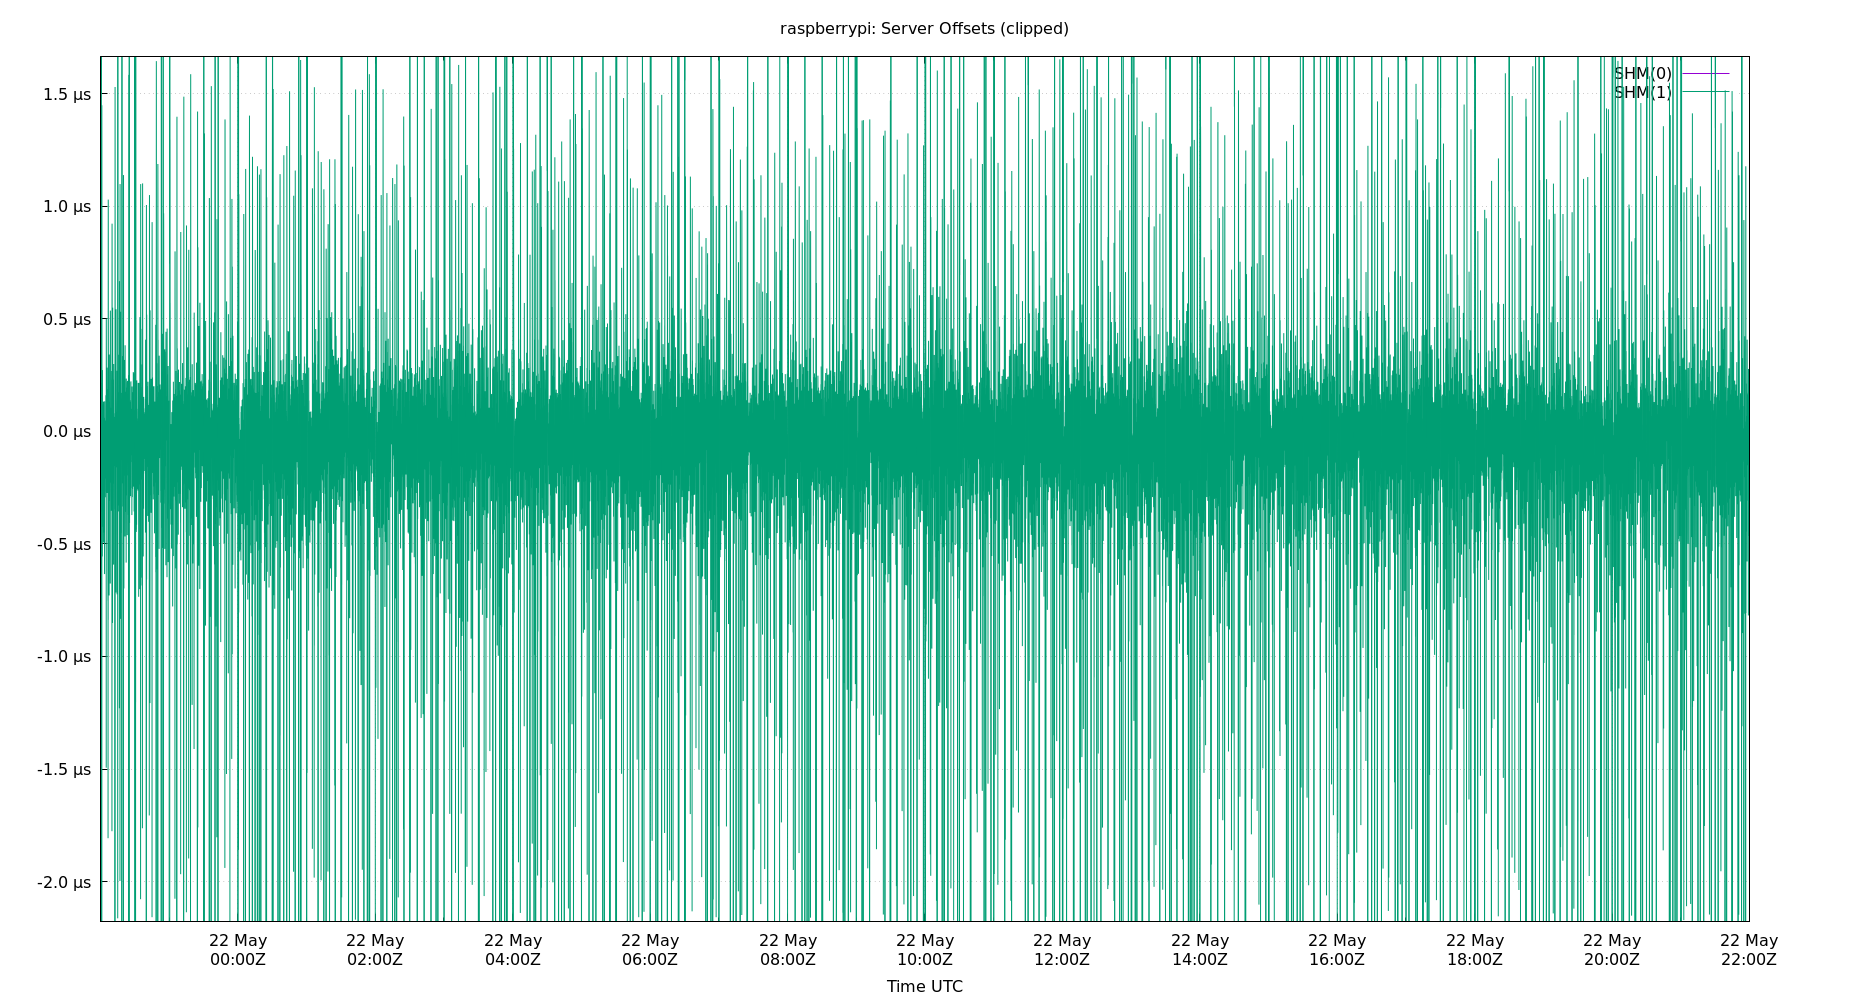 raspberrypi: Server Offsets (clipped)
SHM(0)
SHM(1)
1.5 µs
1.0 µs
0.5 µs
0.0 µs
-0.5 µs
-1.0 µs
-1.5 µs
-2.0 µs
22 May 22 May 22 May 22 May 22 May 22 May 22 May 22 May 22 May 22 May 22 May 22 May
00:00Z 02:00Z 04:00Z 06:00Z 08:00Z 10:00Z 12:00Z 14:00Z 16:00Z 18:00Z 20:00Z 22:00Z
Time UTC